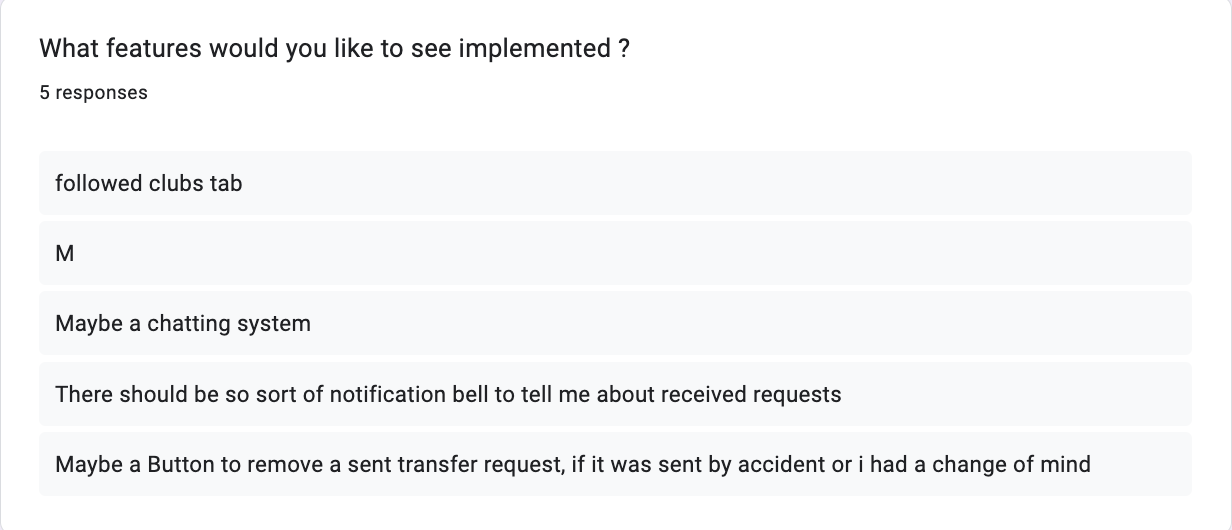 What features would you like to see implemented ?
5 responses
followed clubs tab
M
Maybe a chatting system
There should be so sort of notification bell to tell me about received requests
Maybe a Button to remove a sent transfer request, if it was sent by accident or i had a change of mind